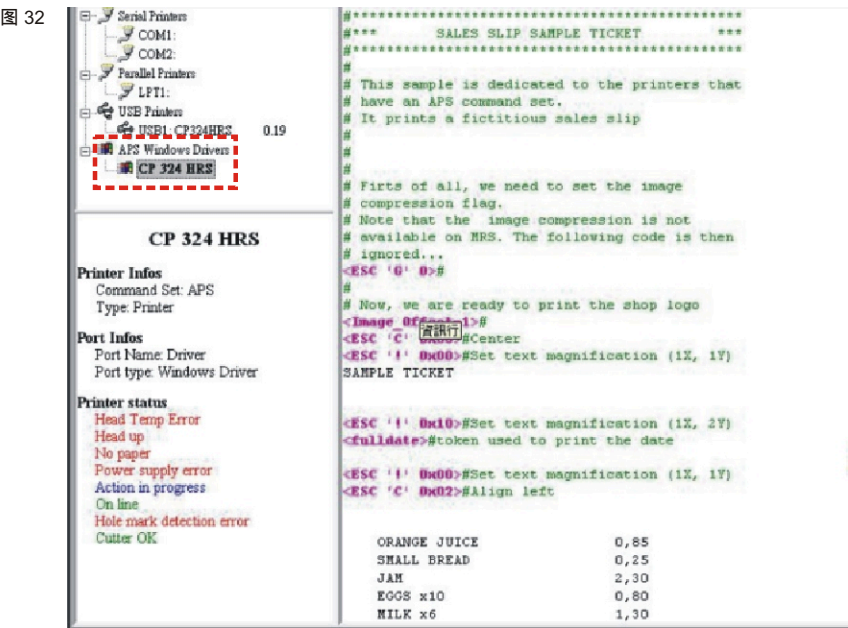 图 32
Serial Printers
COM1:
COM2:
Parallel Printers
LPT1:
USB Printers
USB1: CP324HRS 0.19
APS Windows Drivers
CP 324 HRS
CP 324 HRS
Printer Infos
Command Set: APS
Type: Printer
Port Infos
Port Name: Driver
Port type: Windows Driver
Printer status
Head Temp Error
Head up
No paper
Power supply error
Action in progress
On line
Hole mark detection error
Cutter OK
#*********************************************
#*** SALES SLIP SAMPLE TICKET ***
#*********************************************
#
# This sample is dedicated to the printers that
# have an APS command set.
# It prints a fictitious sales slip
#
#
#
# Firts of all, we need to set the image
# compression flag.
# Note that the image compression is not
# available on MRS. The following code is then
# ignored...
<ESC 'G' 0>#
#
# Now, we are ready to print the shop logo
<Image_Offset 1>#
資訊行
<ESC 'C' 0x00>#Center
<ESC '!' 0x00>#Set text magnification (1X, 1Y)
SAMPLE TICKET
<ESC '!' 0x10>#Set text magnification (1X, 2Y)
<fulldate>#token used to print the date
<ESC '!' 0x00>#Set text magnification (1X, 1Y)
<ESC 'C' 0x02>#Align left
ORANGE JUICE 0,85
SMALL BREAD 0,25
JAM 2,30
EGGS x10 0,80
MILK x6 1,30